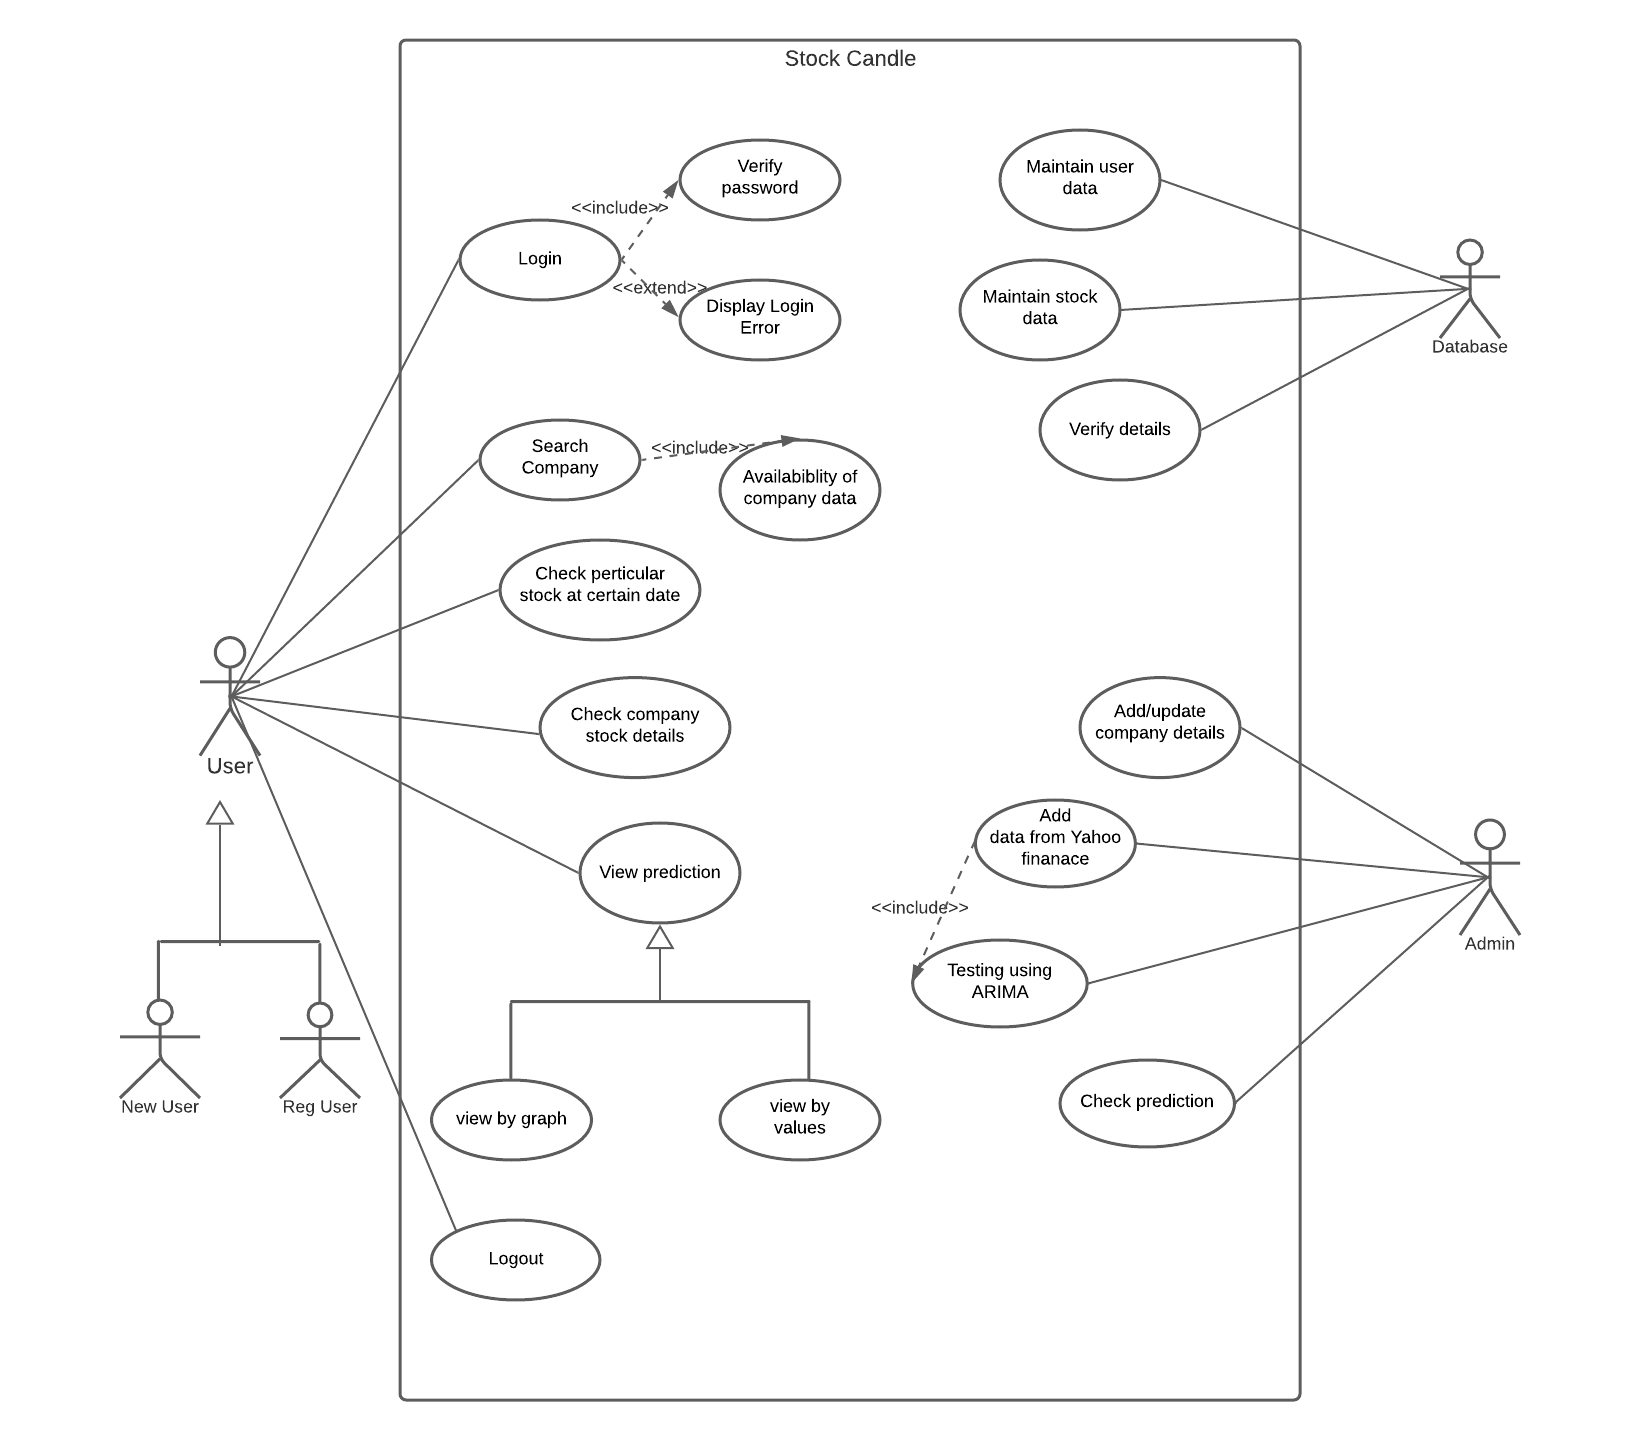 Stock Candle
Verify
password
<<include>>
Login
<<extend>>
Display Login
Error
Maintain user
data
Maintain stock
data
Database
Verify details
Search
Company
<<include>>
Availabiblity of
company data
Check perticular
stock at certain date
User
Check company
stock details
Add/update
company details
View prediction
Add
data from Yahoo
finanace
<<include>>
Admin
Testing using
ARIMA
New User
Reg User
view by graph
view by
values
Check prediction
Logout